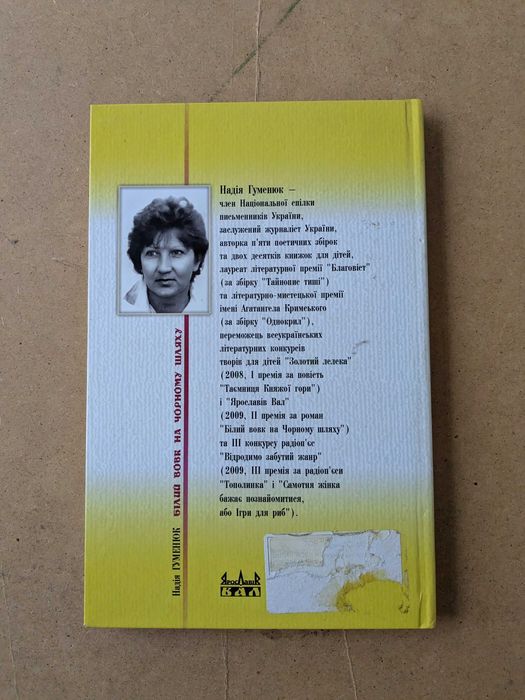 Надія Гуменюк –
член Національної спілки
письменників України,
заслужений журналіст України,
авторка п'яти поетичних збірок
та двох десятків книжок для дітей,
лауреат літературної премії "Благовіст"
(за збірку "Тайнопис тиші")
та літературно-мистецької премії
імені Агатангела Кримського
(за збірку "Однокрил"),
переможець всеукраїнських
літературних конкурсів
творів для дітей "Золотий лелека"
(2008, І премія за повість
"Таємниця Княжої гори")
і "Ярославів Вал"
(2009, ІІ премія за роман
"Білий вовк на Чорному шляху")
та ІІІ конкурсу радіоп'єс
"Відродимо забутий жанр"
(2009, ІІІ премія за радіоп'єси
"Тополинка" і "Самотня жінка
бажає познайомитися,
або Ігри для риб").
Надія ГУМЕНЮК БІЛИЙ ВОВК НА ЧОРНОМУ ШЛЯХУ
ЯРОСЛАВІВ
ВАЛ